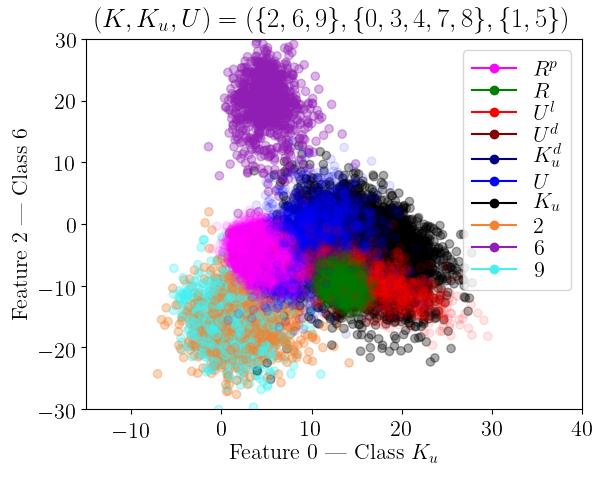 (K, K_u, U) = ({2, 6, 9}, {0, 3, 4, 7, 8}, {1, 5})
30
20
10
0
−10
−20
−30
Feature 2 — Class 6
R^p
R
U^l
U^d
K_u^d
U
K_u
2
6
9
−10
0
10
20
30
40
Feature 0 — Class K_u